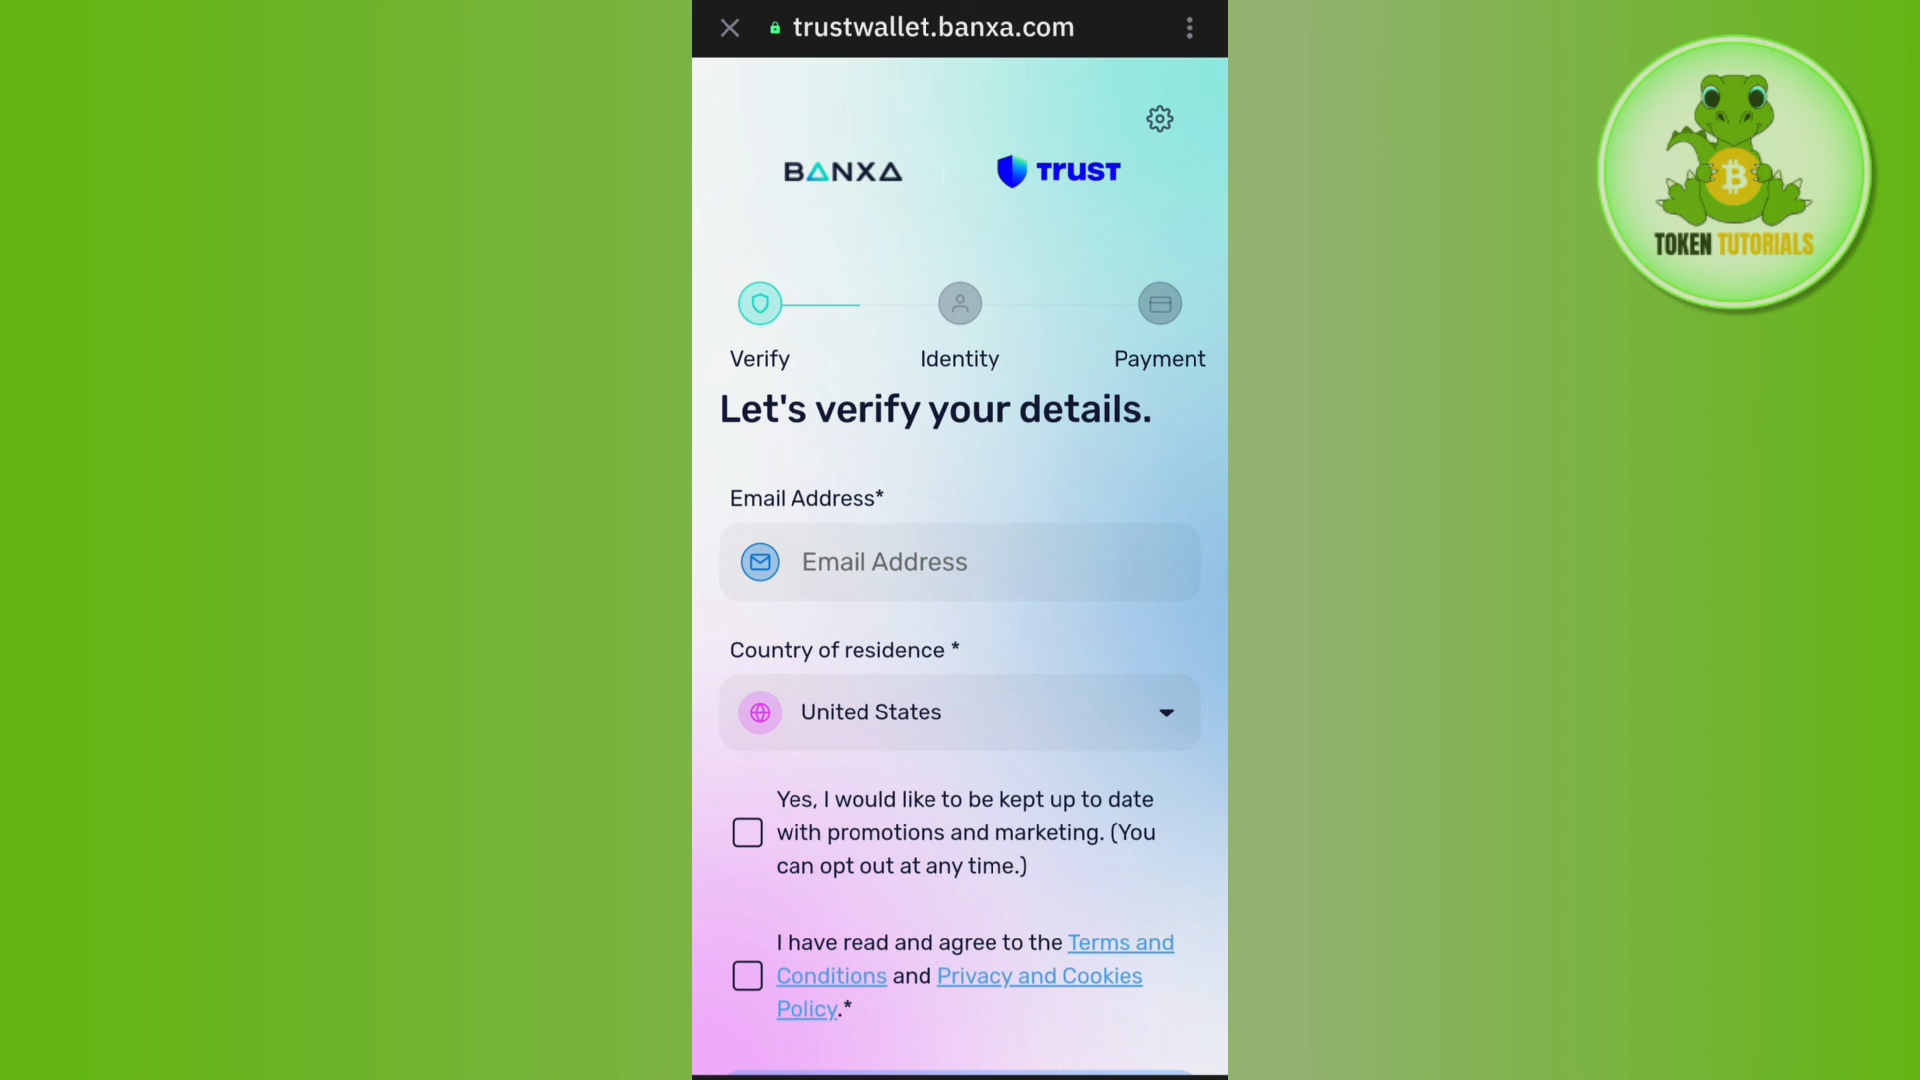 trustwallet.banxa.com
BANXA
TRUST
TOKEN TUTORIALS
Verify
Identity
Payment
Let's verify your details.
Email Address*
Email Address
Country of residence *
United States
Yes, I would like to be kept up to date
with promotions and marketing. (You
can opt out at any time.)
I have read and agree to the Terms and
Conditions and Privacy and Cookies
Policy.*